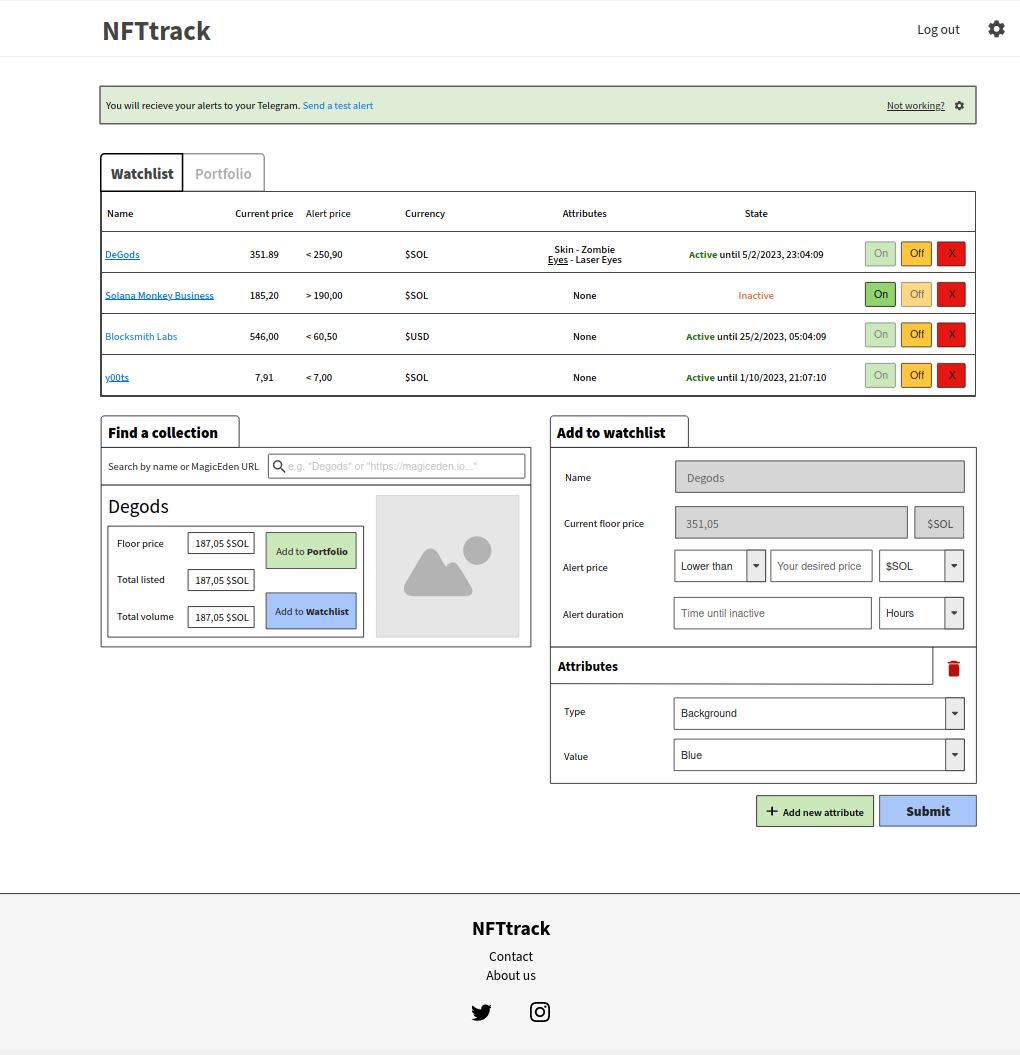 NFTtrack
Log out
You will recieve your alerts to your Telegram. Send a test alert
Not working?
Watchlist
Portfolio
Name Current price Alert price Currency Attributes State
DeGods 351.89 < 250,90 $SOL Skin - Zombie
Eyes - Laser Eyes Active until 5/2/2023, 23:04:09 On Off X
Solana Monkey Business 185,20 > 190,00 $SOL None Inactive On Off X
Blocksmith Labs 546,00 < 60,50 $USD None Active until 25/2/2023, 05:04:09 On Off X
y00ts 7,91 < 7,00 $SOL None Active until 1/10/2023, 21:07:10 On Off X
Find a collection
Search by name or MagicEden URL e.g. "Degods" or "https://magiceden.io..."
Degods
Floor price 187,05 $SOL
Add to Portfolio
Total listed 187,05 $SOL
Add to Watchlist
Total volume 187,05 $SOL
Add to watchlist
Name Degods
Current floor price 351,05 $SOL
Alert price Lower than Your desired price $SOL
Alert duration Time until inactive Hours
Attributes
Type Background
Value Blue
+ Add new attribute
Submit
NFTtrack
Contact
About us